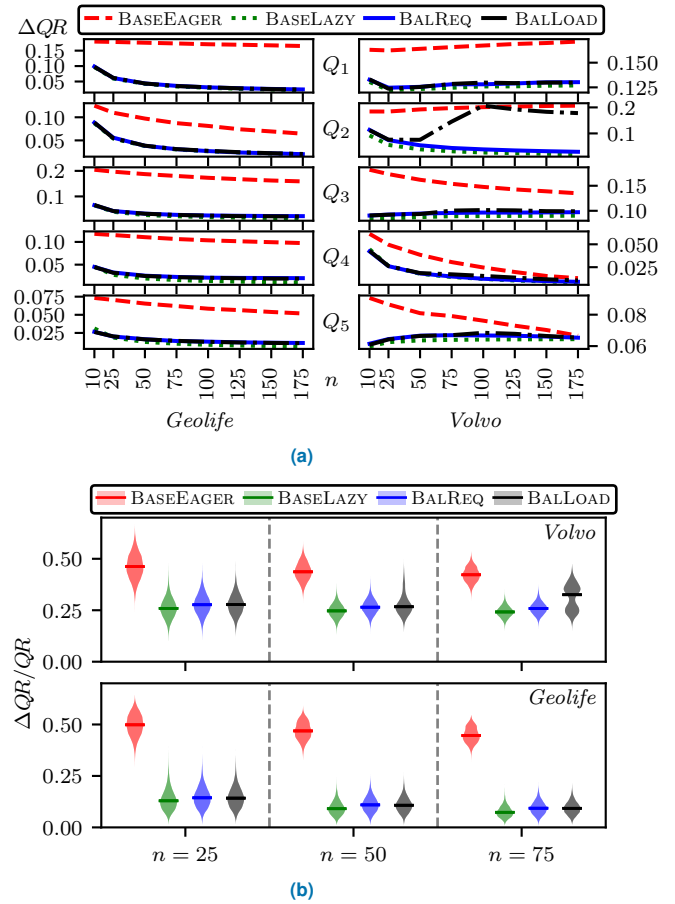 BASEEAGER BASELAZY BALREQ BALLOAD
ΔQR
0.15
0.10
0.05
Q1
0.150
0.125
0.10
0.05
Q2
0.2
0.1
0.2
0.1
Q3
0.15
0.10
0.10
0.05
Q4
0.050
0.025
0.075
0.050
0.025
Q5
0.08
0.06
10 25 50 75 100 125 150 175 n 10 25 50 75 100 125 150 175
Geolife Volvo
(a)
BASEEAGER BASELAZY BALREQ BALLOAD
Volvo
0.50
0.25
0.00
ΔQR/QR
Geolife
0.50
0.25
0.00
n = 25 n = 50 n = 75
(b)